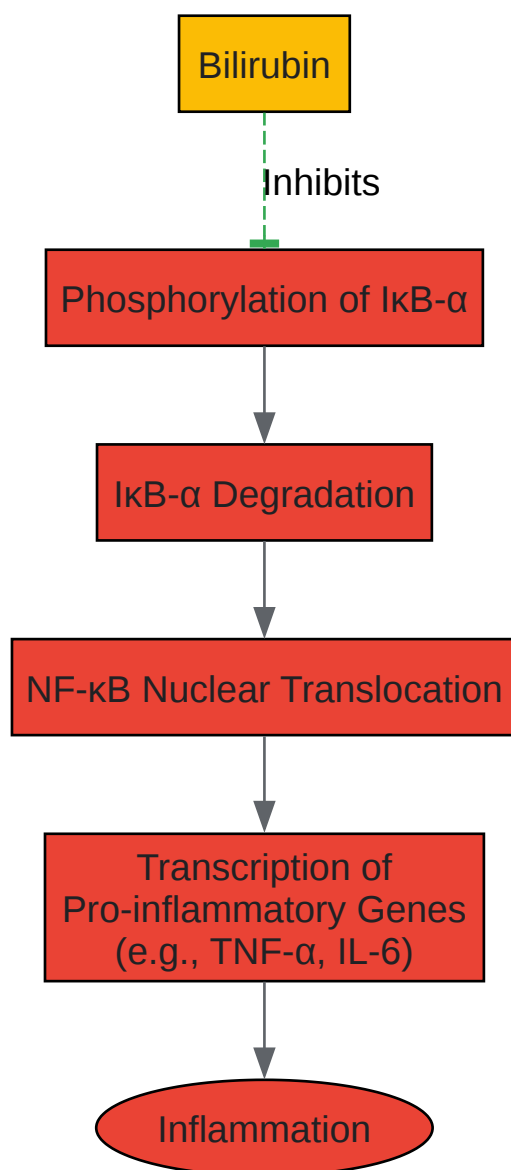 Bilirubin
Inhibits
Phosphorylation of IκB-α
IκB-α Degradation
NF-κB Nuclear Translocation
Transcription of
Pro-inflammatory Genes
(e.g., TNF-α, IL-6)
Inflammation